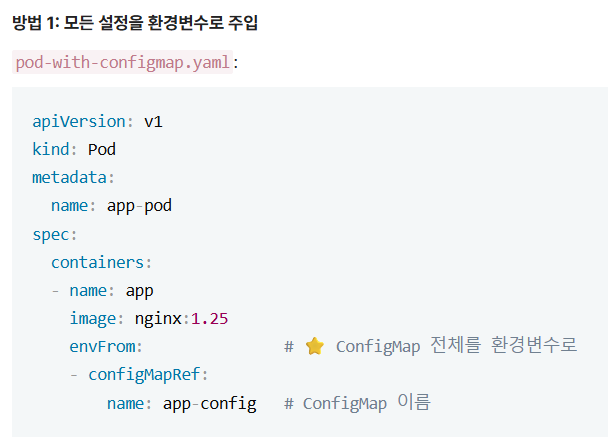 방법 1: 모든 설정을 환경변수로 주입
pod-with-configmap.yaml:
apiVersion: v1
kind: Pod
metadata:
  name: app-pod
spec:
  containers:
  - name: app
    image: nginx:1.25
    envFrom:               # ⭐ ConfigMap 전체를 환경변수로
    - configMapRef:
        name: app-config   # ConfigMap 이름